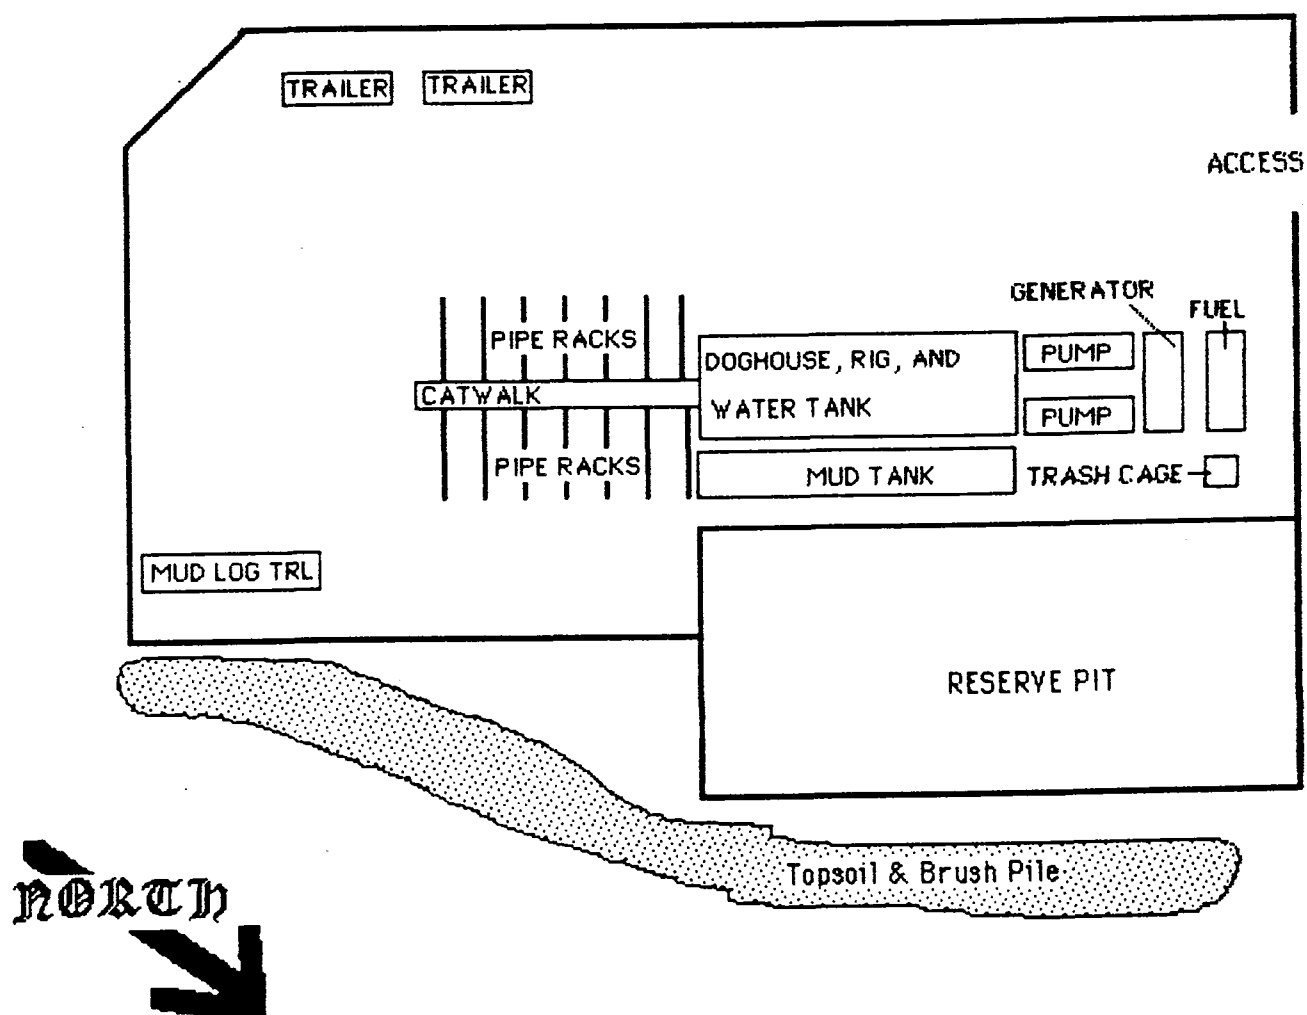 TRAILER
TRAILER
ACCESS
GENERATOR
FUEL
PIPE RACKS
DOGHOUSE, RIG, AND
WATER TANK
PUMP
CATWALK
PUMP
PIPE RACKS
MUD TANK
TRASH CAGE
MUD LOG TRL
RESERVE PIT
Topsoil & Brush Pile
NORTH